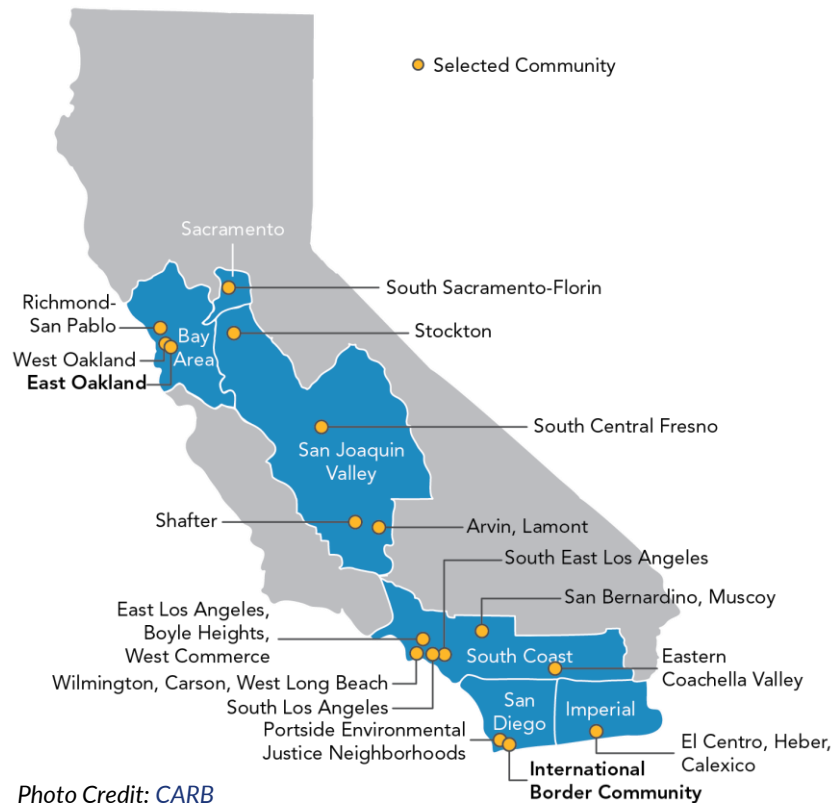 Selected Community
Sacramento
South Sacramento-Florin
Richmond-
San Pablo
Bay
Area
Stockton
West Oakland
East Oakland
South Central Fresno
San Joaquin
Valley
Shafter
Arvin, Lamont
South East Los Angeles
San Bernardino, Muscoy
East Los Angeles,
Boyle Heights,
West Commerce
South Coast
Eastern
Coachella Valley
Wilmington, Carson, West Long Beach
South Los Angeles
San
Diego
Imperial
Portside Environmental
Justice Neighborhoods
El Centro, Heber,
Calexico
International
Border Community
Photo Credit: CARB